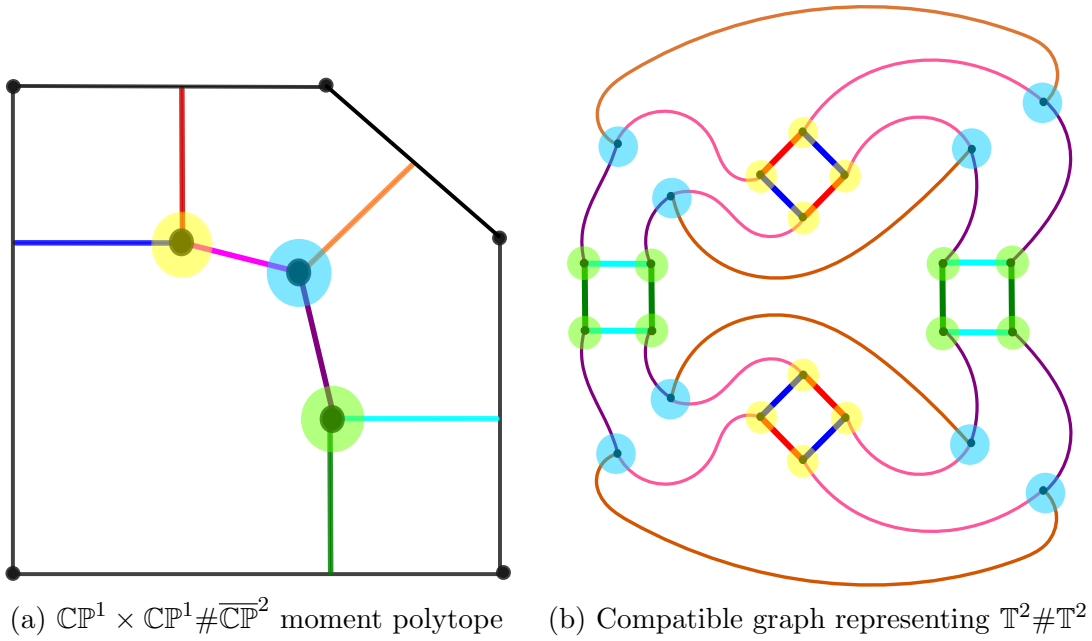 (a) ℂℙ¹ × ℂℙ¹#\overline{ℂℙ}² moment polytope
(b) Compatible graph representing 𝕋²#𝕋²